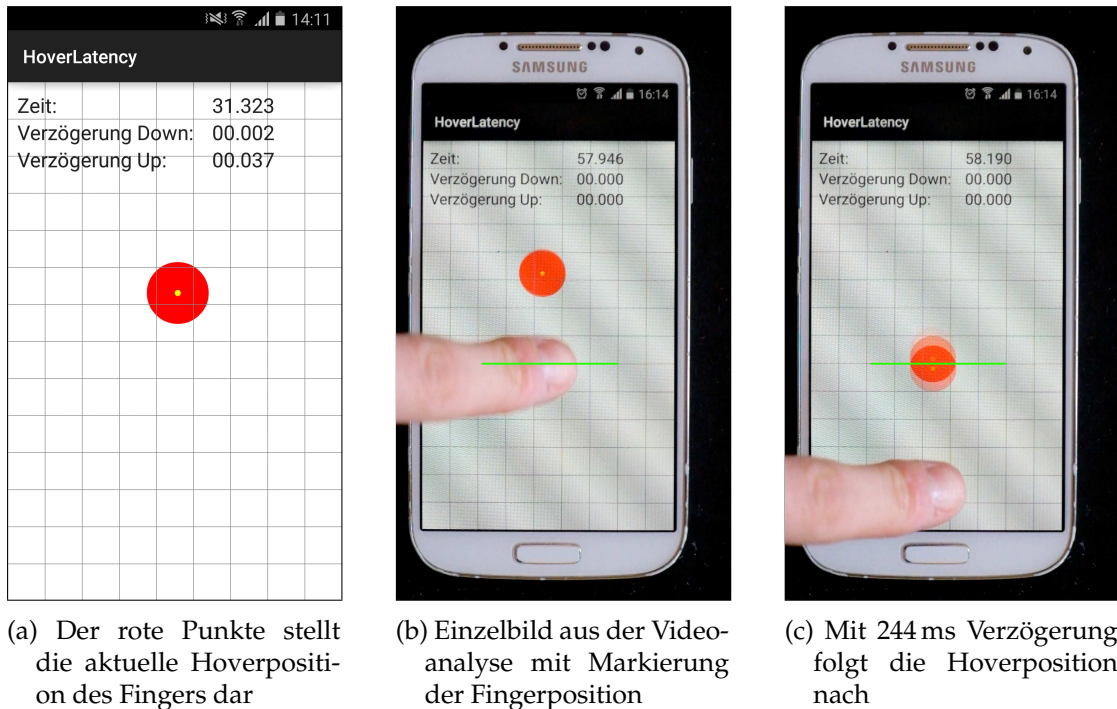 14:11
HoverLatency
Zeit: 31.323
Verzögerung Down: 00.002
Verzögerung Up: 00.037
SAMSUNG
16:14
HoverLatency
Zeit: 57.946
Verzögerung Down: 00.000
Verzögerung Up: 00.000
SAMSUNG
16:14
HoverLatency
Zeit: 58.190
Verzögerung Down: 00.000
Verzögerung Up: 00.000
(a) Der rote Punkte stellt
die aktuelle Hoverpositi-
on des Fingers dar
(b) Einzelbild aus der Video-
analyse mit Markierung
der Fingerposition
(c) Mit 244 ms Verzögerung
folgt die Hoverposition
nach